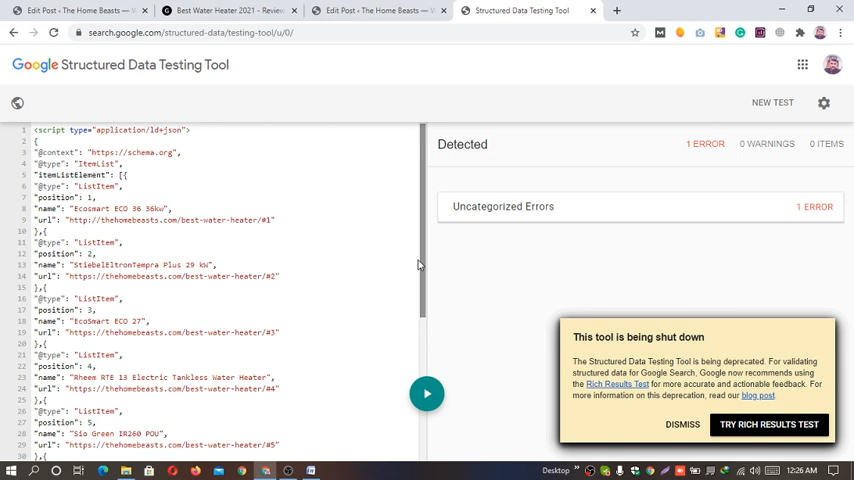 Edit Post ‹ The Home Beasts — W
Best Water Heater 2021 - Review
Edit Post ‹ The Home Beasts — W
Structured Data Testing Tool
search.google.com/structured-data-testing-tool/u/0/
Google Structured Data Testing Tool
NEW TEST
1 <script type="application/ld+json">
2 {
3 "@context": "https://schema.org",
4 "@type": "ItemList",
5 "itemListElement": [{
6 "@type": "ListItem",
7 "position": 1,
8 "name": "Ecosmart ECO 36 36kw",
9 "url": "http://thehomebeasts.com/best-water-heater/#1"
10 },{
11 "@type": "ListItem",
12 "position": 2,
13 "name": "StiebelEltronTempra Plus 29 kW",
14 "url": "https://thehomebeasts.com/best-water-heater/#2"
15 },{
16 "@type": "ListItem",
17 "position": 3,
18 "name": "EcoSmart ECO 27",
19 "url": "https://thehomebeasts.com/best-water-heater/#3"
20 },{
21 "@type": "ListItem",
22 "position": 4,
23 "name": "Rheem RTE 13 Electric Tankless Water Heater",
24 "url": "https://thehomebeasts.com/best-water-heater/#4"
25 },{
26 "@type": "ListItem",
27 "position": 5,
28 "name": "Sio Green IR260 POU",
29 "url": "https://thehomebeasts.com/best-water-heater/#5"
30 },{
Detected
1 ERROR
0 WARNINGS
0 ITEMS
Uncategorized Errors
1 ERROR
This tool is being shut down
The Structured Data Testing Tool is being deprecated. For validating
structured data for Google Search, Google now recommends using
the Rich Results Test for more accurate and actionable feedback. For
more information on this deprecation, read our blog post.
DISMISS
TRY RICH RESULTS TEST
Desktop
12:26 AM